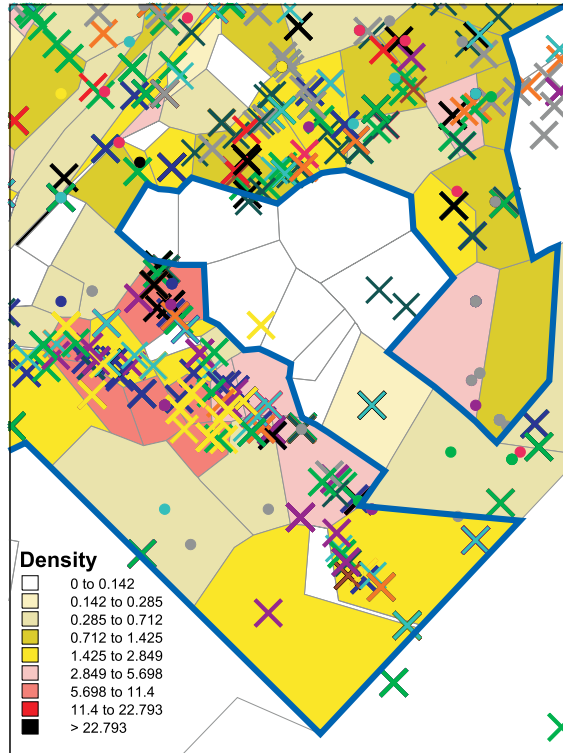 Density
0 to 0.142
0.142 to 0.285
0.285 to 0.712
0.712 to 1.425
1.425 to 2.849
2.849 to 5.698
5.698 to 11.4
11.4 to 22.793
> 22.793